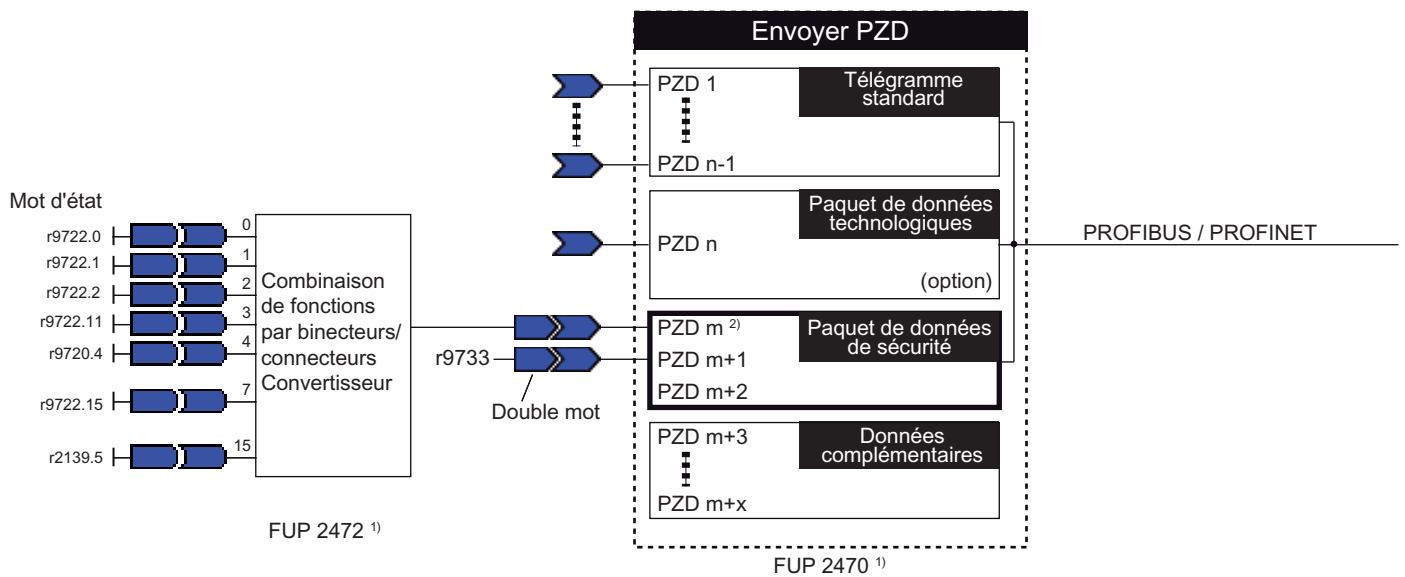 Envoyer PZD
PZD 1
Télégramme
standard
PZD n-1
Mot d'état
Paquet de données
technologiques
PZD n
(option)
PROFIBUS / PROFINET
r9722.0
0
r9722.1
1
r9722.2
2
r9722.11
3
r9720.4
4
r9722.15
7
r2139.5
15
Combinaison
de fonctions
par binecteurs/
connecteurs
Convertisseur
PZD m 2)
Paquet de données
de sécurité
r9733
PZD m+1
PZD m+2
Double mot
PZD m+3
Données
complémentaires
PZD m+x
FUP 2472 1)
FUP 2470 1)